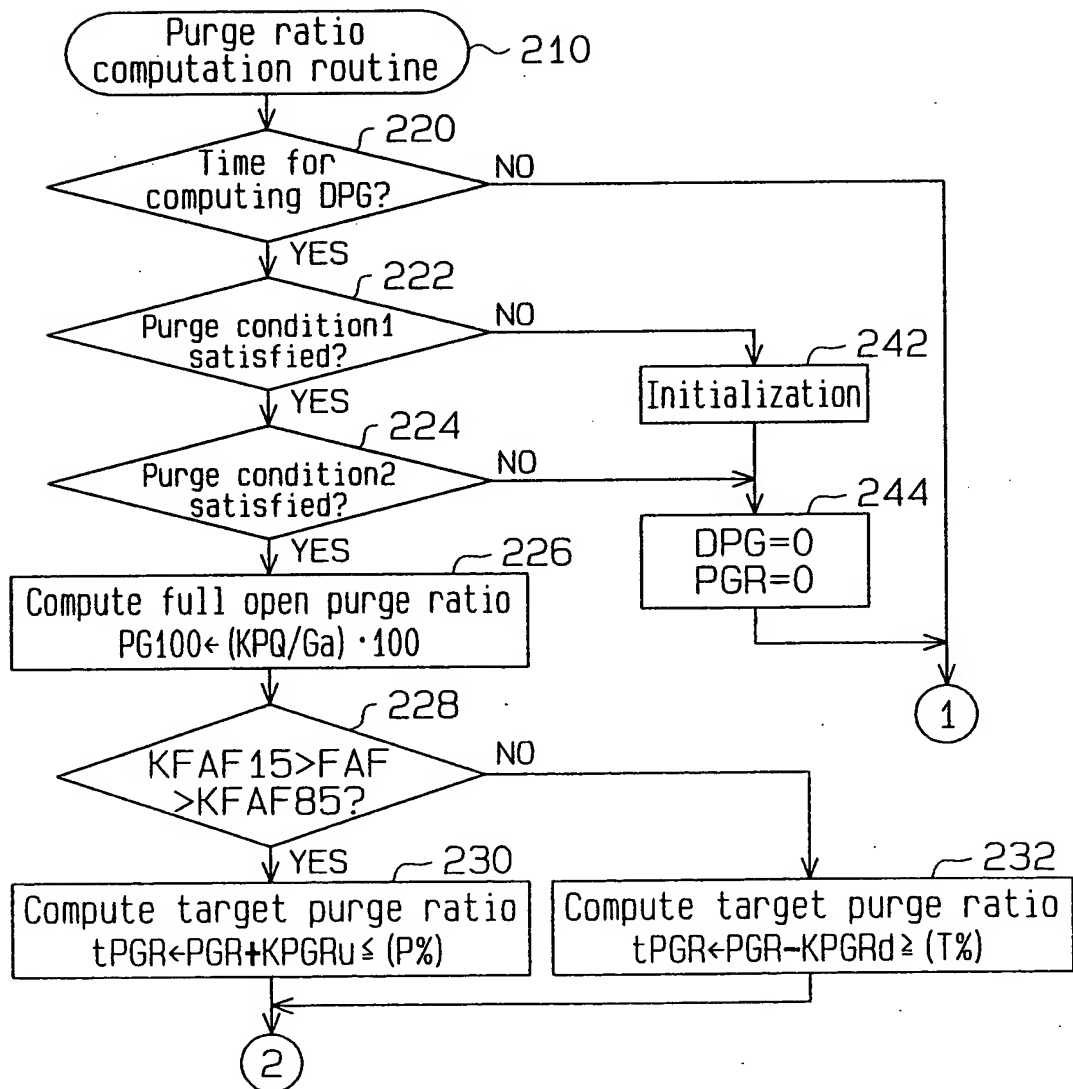 Purge ratio
computation routine
210
220
Time for
computing DPG?
NO
YES
222
Purge condition1
satisfied?
NO
242
Initialization
YES
224
Purge condition2
satisfied?
NO
244
DPG=0
PGR=0
YES
226
Compute full open purge ratio
PG100←(KPQ/Ga)·100
1
228
KFAF15>FAF
>KFAF85?
NO
YES
230
Compute target purge ratio
tPGR←PGR+KPGRu≦(P%)
232
Compute target purge ratio
tPGR←PGR−KPGRd≧(T%)
2